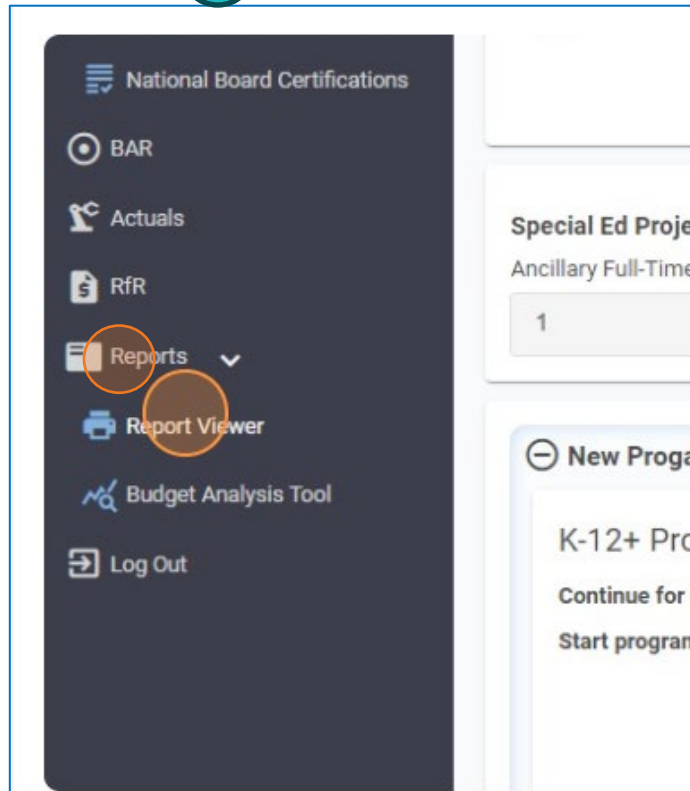 National Board Certifications
BAR
Actuals
RfR
Reports
Report Viewer
Budget Analysis Tool
Log Out
Special Ed Proje
Ancillary Full-Time
1
New Proga
K-12+ Pro
Continue for
Start program